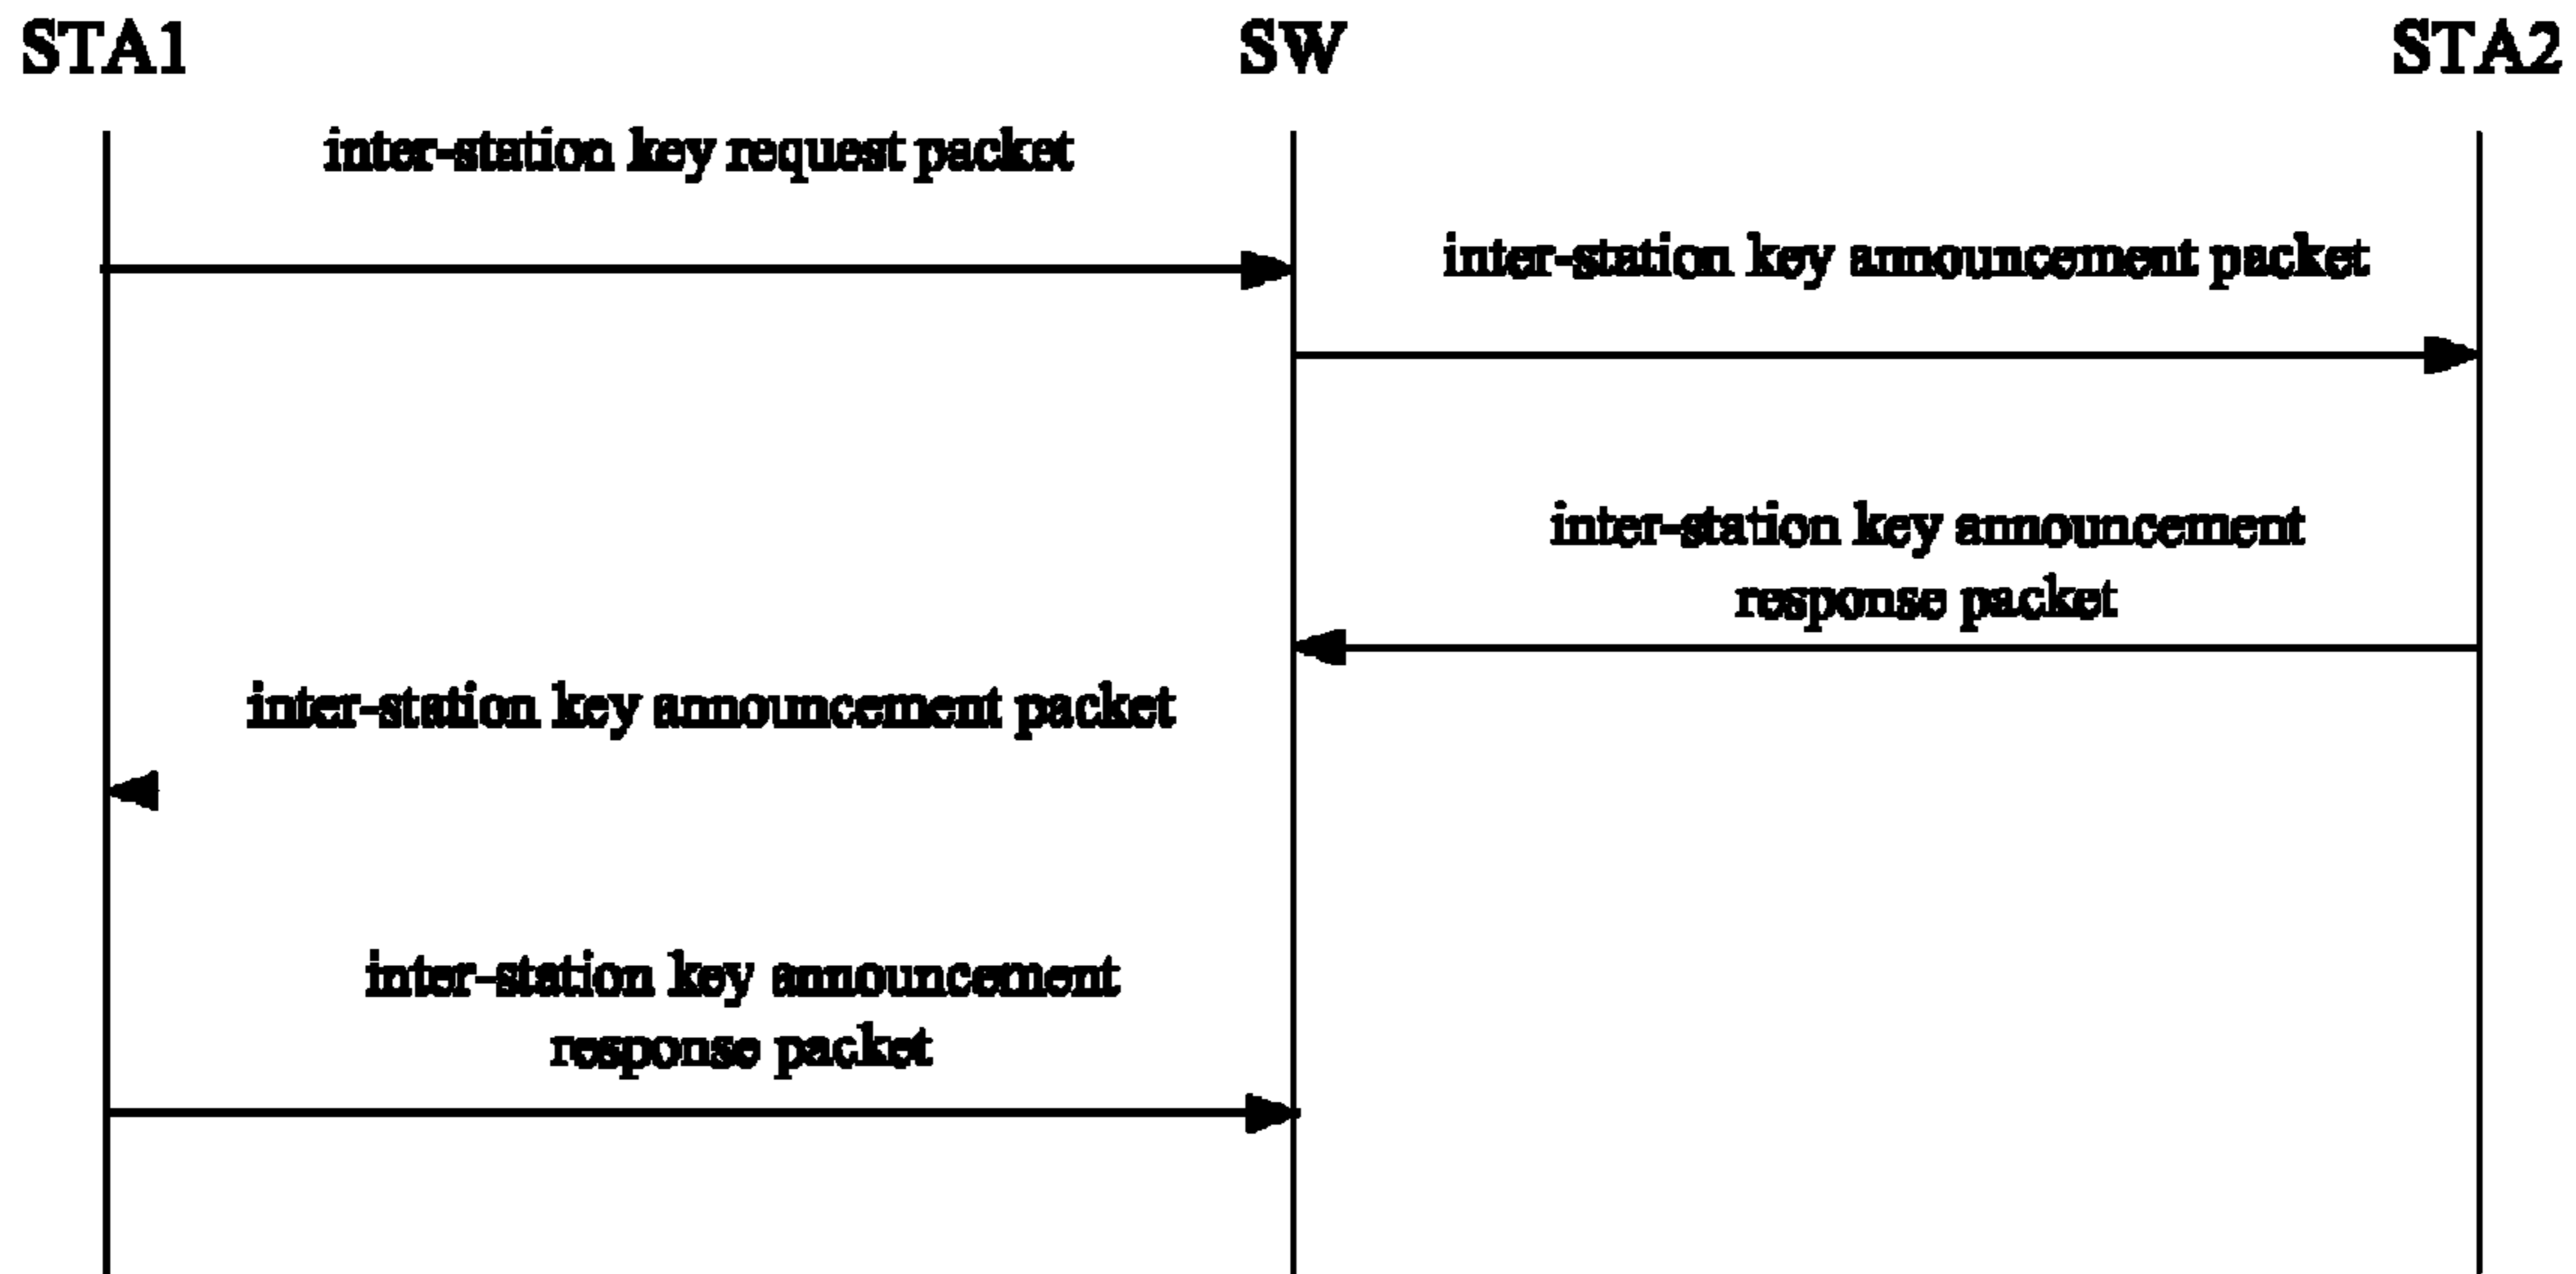 STA1 SW STA2
inter-station key request packet
inter-station key announcement packet
inter-station key announcement
response packet
inter-station key announcement packet
inter-station key announcement
response packet